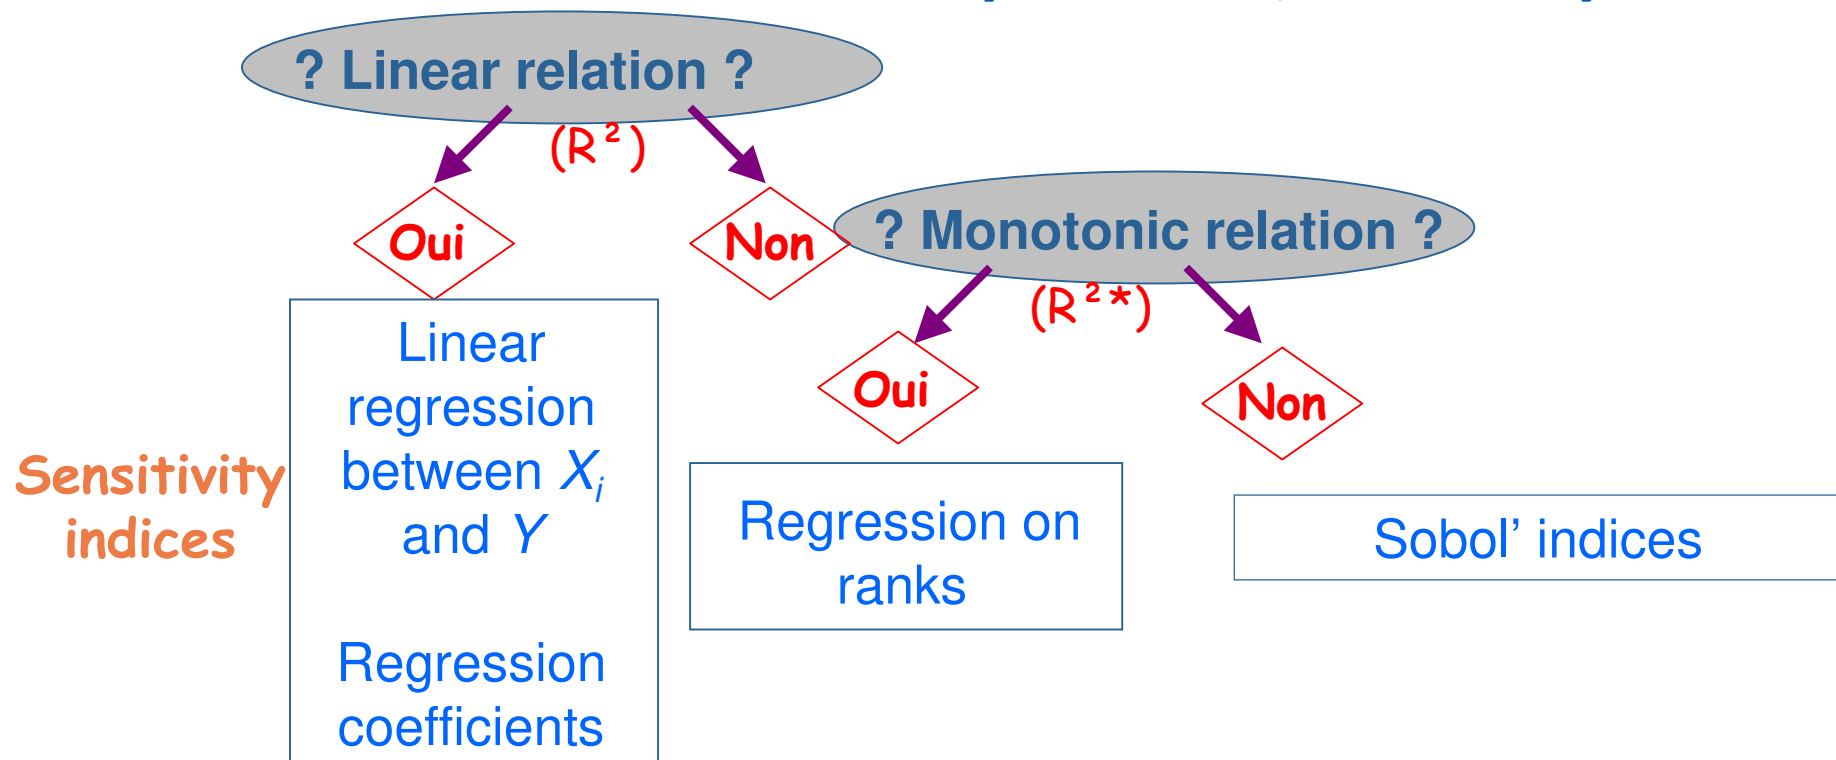 ? Linear relation ?
(R²)
Oui
Non
? Monotonic relation ?
(R²*)
Oui
Non
Sensitivity
indices
Linear
regression
between Xi
and Y
Regression
coefficients
Regression on
ranks
Sobol’ indices